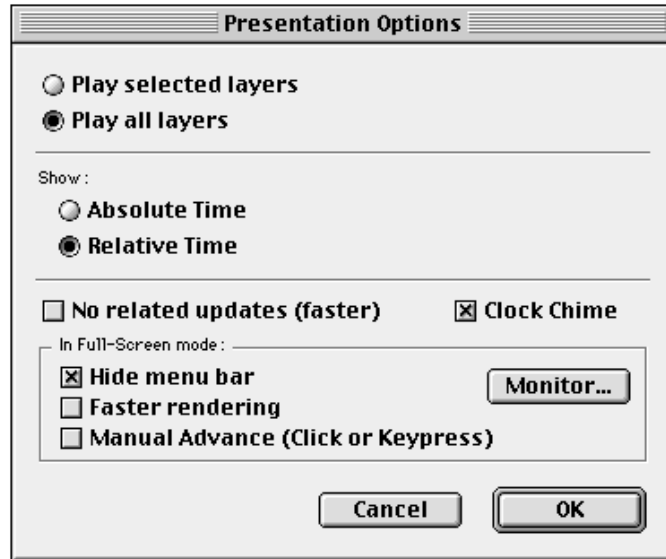 Presentation Options
Play selected layers
Play all layers
Show:
Absolute Time
Relative Time
No related updates (faster)
Clock Chime
In Full-Screen mode:
Hide menu bar
Monitor...
Faster rendering
Manual Advance (Click or Keypress)
Cancel
OK